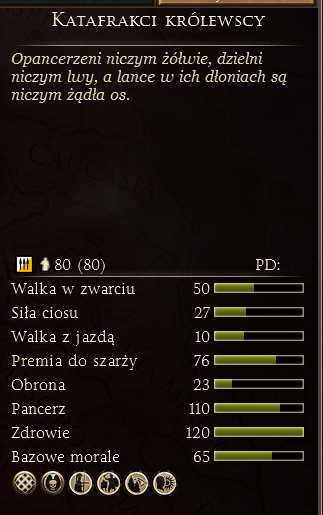 Katafrakci królewscy
Opancerzeni niczym żółwie, dzielni
niczym lwy, a lance w ich dłoniach są
niczym żądła os.
CAUCASIA
80 (80) PD:
Walka w zwarciu 50
Siła ciosu 27
Walka z jazdą 10
Premia do szarży 76
Obrona 23
Pancerz 110
Zdrowie 120
Bazowe morale 65